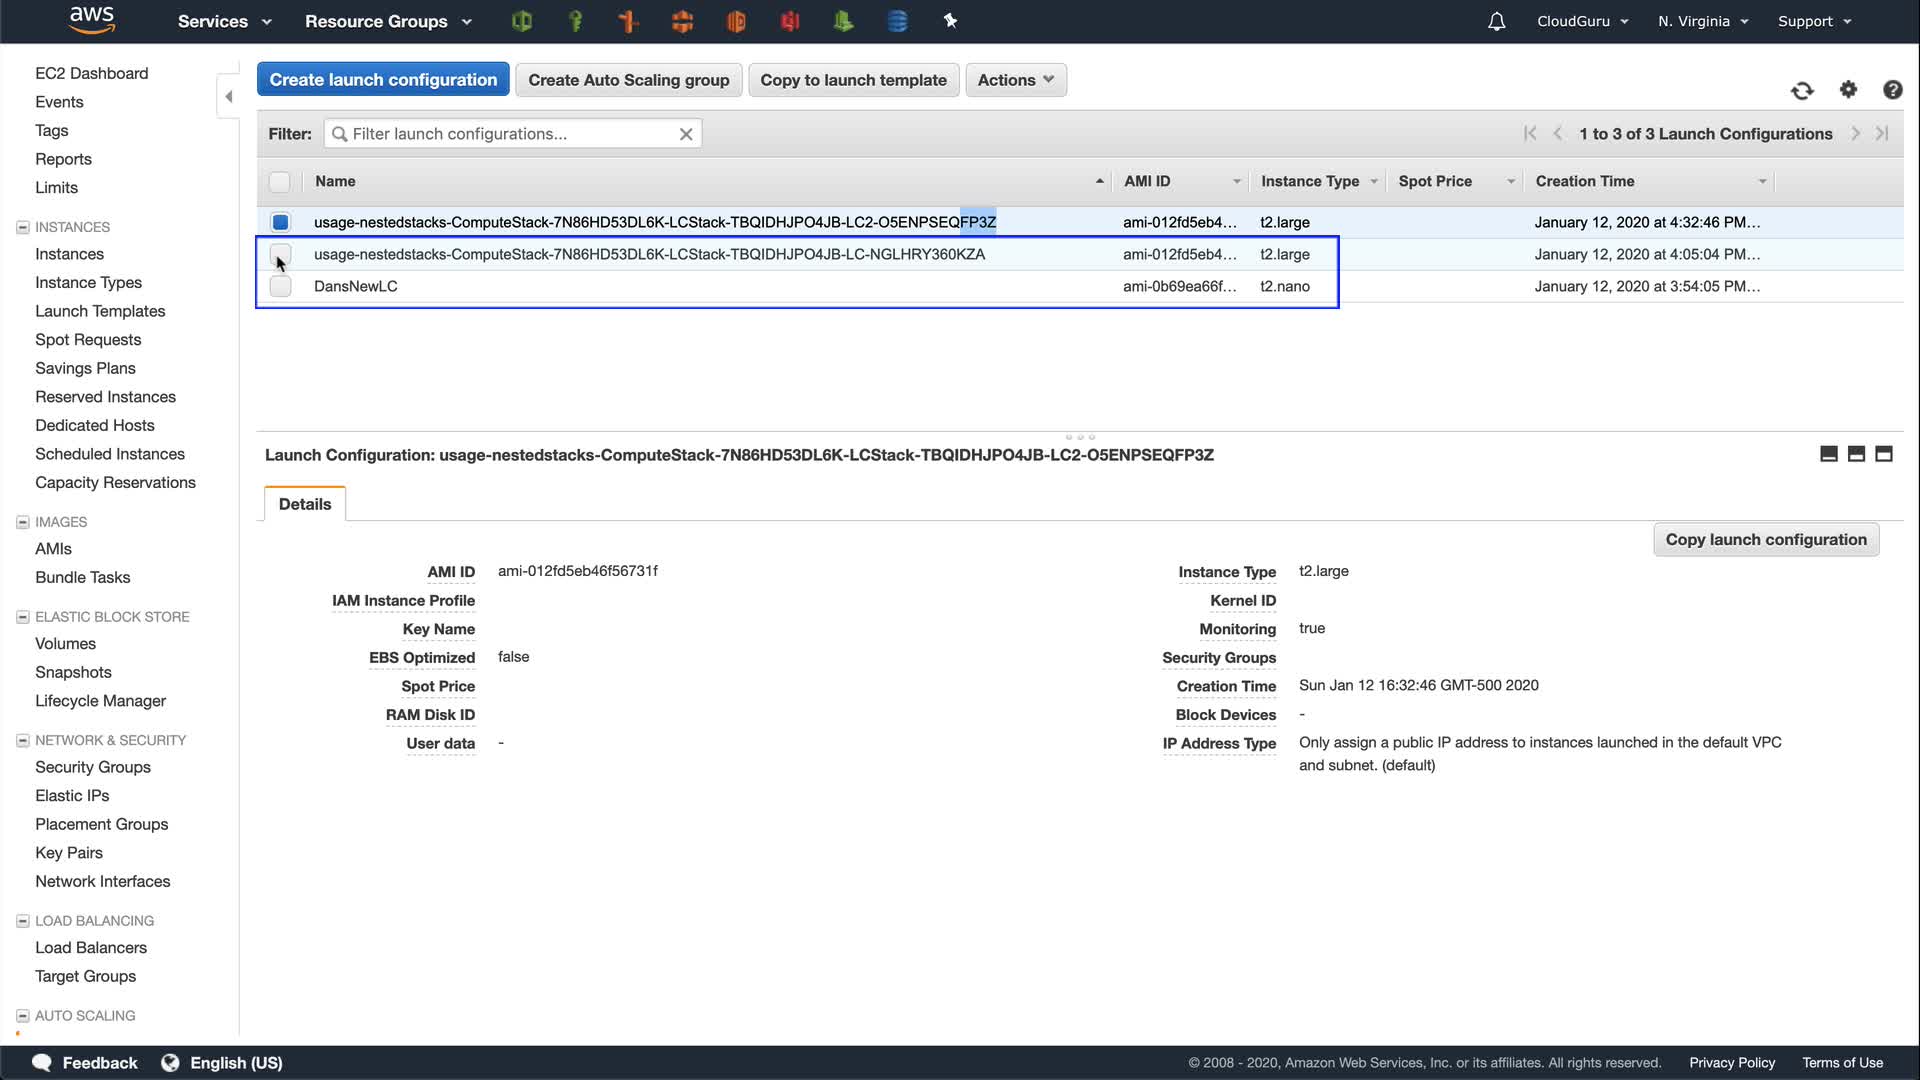 aws Services Resource Groups CloudGuru N. Virginia Support
EC2 Dashboard
Events
Tags
Reports
Limits
INSTANCES
Instances
Instance Types
Launch Templates
Spot Requests
Savings Plans
Reserved Instances
Dedicated Hosts
Scheduled Instances
Capacity Reservations
IMAGES
AMIs
Bundle Tasks
ELASTIC BLOCK STORE
Volumes
Snapshots
Lifecycle Manager
NETWORK & SECURITY
Security Groups
Elastic IPs
Placement Groups
Key Pairs
Network Interfaces
LOAD BALANCING
Load Balancers
Target Groups
AUTO SCALING
Create launch configuration Create Auto Scaling group Copy to launch template Actions
Filter: Filter launch configurations... 1 to 3 of 3 Launch Configurations
Name AMI ID Instance Type Spot Price Creation Time
usage-nestedstacks-ComputeStack-7N86HD53DL6K-LCStack-TBQIDHJPO4JB-LC2-O5ENPSEQFP3Z ami-012fd5eb4... t2.large January 12, 2020 at 4:32:46 PM...
usage-nestedstacks-ComputeStack-7N86HD53DL6K-LCStack-TBQIDHJPO4JB-LC-NGLHRY360KZA ami-012fd5eb4... t2.large January 12, 2020 at 4:05:04 PM...
DansNewLC ami-0b69ea66f... t2.nano January 12, 2020 at 3:54:05 PM...
Launch Configuration: usage-nestedstacks-ComputeStack-7N86HD53DL6K-LCStack-TBQIDHJPO4JB-LC2-O5ENPSEQFP3Z
Details
Copy launch configuration
AMI ID ami-012fd5eb46f56731f Instance Type t2.large
IAM Instance Profile Kernel ID
Key Name Monitoring true
EBS Optimized false Security Groups
Spot Price Creation Time Sun Jan 12 16:32:46 GMT-500 2020
RAM Disk ID Block Devices -
User data - IP Address Type Only assign a public IP address to instances launched in the default VPC
and subnet. (default)
Feedback English (US) © 2008 - 2020, Amazon Web Services, Inc. or its affiliates. All rights reserved. Privacy Policy Terms of Use